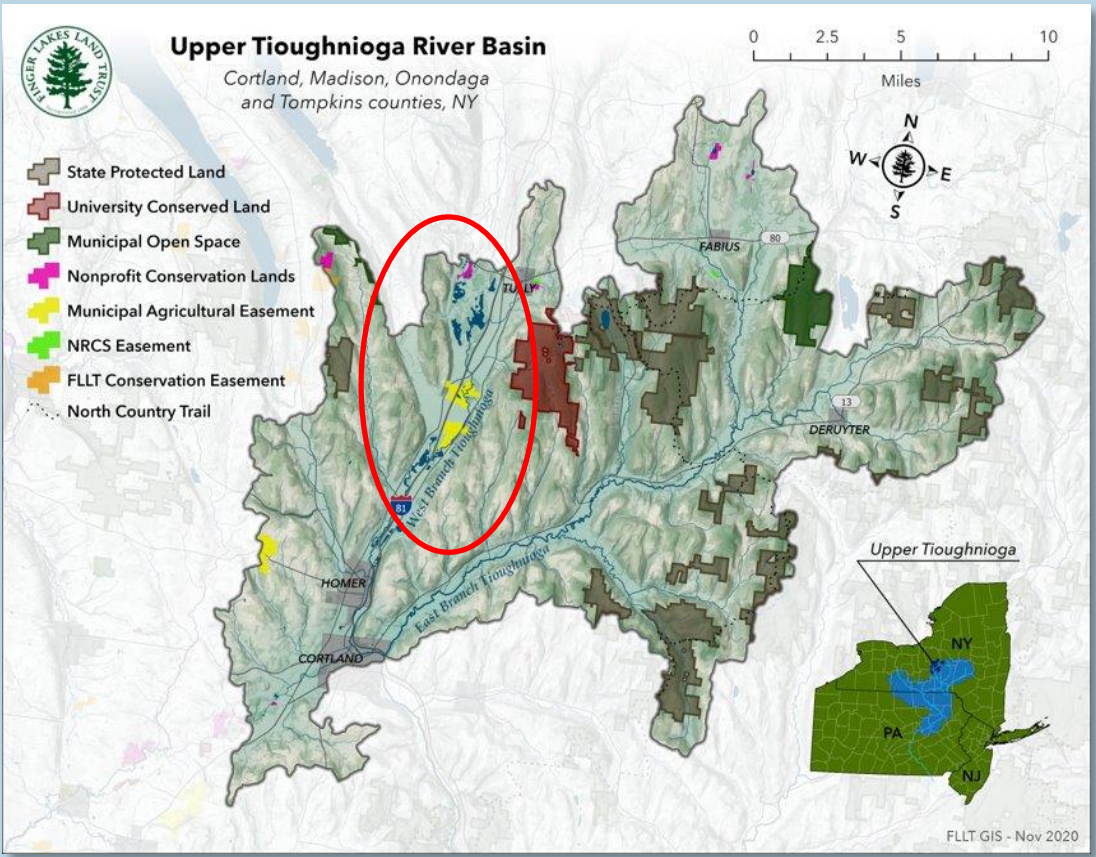 FINGER LAKES LAND TRUST
Upper Tioughnioga River Basin
Cortland, Madison, Onondaga
and Tompkins counties, NY
0 2.5 5 10
Miles
N
W E
S
State Protected Land
University Conserved Land
Municipal Open Space
Nonprofit Conservation Lands
Municipal Agricultural Easement
NRCS Easement
FLLT Conservation Easement
North Country Trail
FABIUS
80
TULLY
13
DERUYTER
West Branch Tioughnioga
81
East Branch Tioughnioga
HOMER
CORTLAND
Upper Tioughnioga
NY
PA
NJ
FLLT GIS - Nov 2020